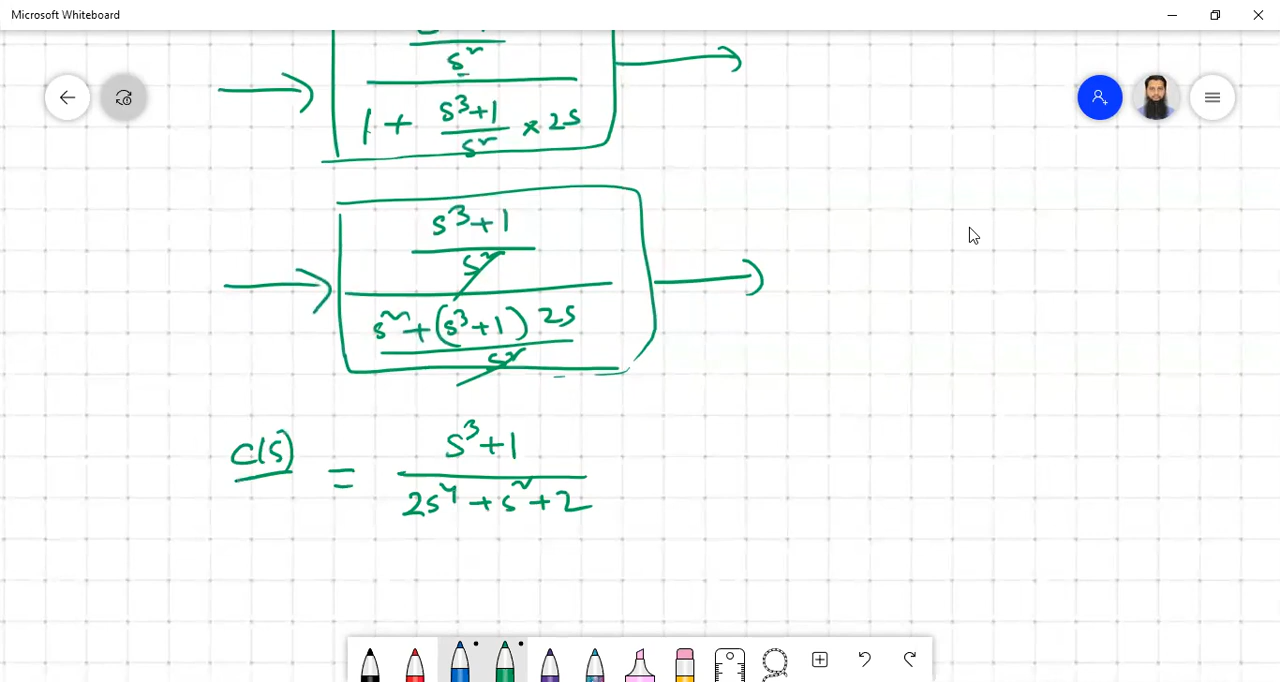 Microsoft Whiteboard
s²
1 + s³+1 / s² × 2s
s³+1
s²
s² + (s³+1) 2s
s²
C(s) = s³+1 / 2s⁴ + s² + 2